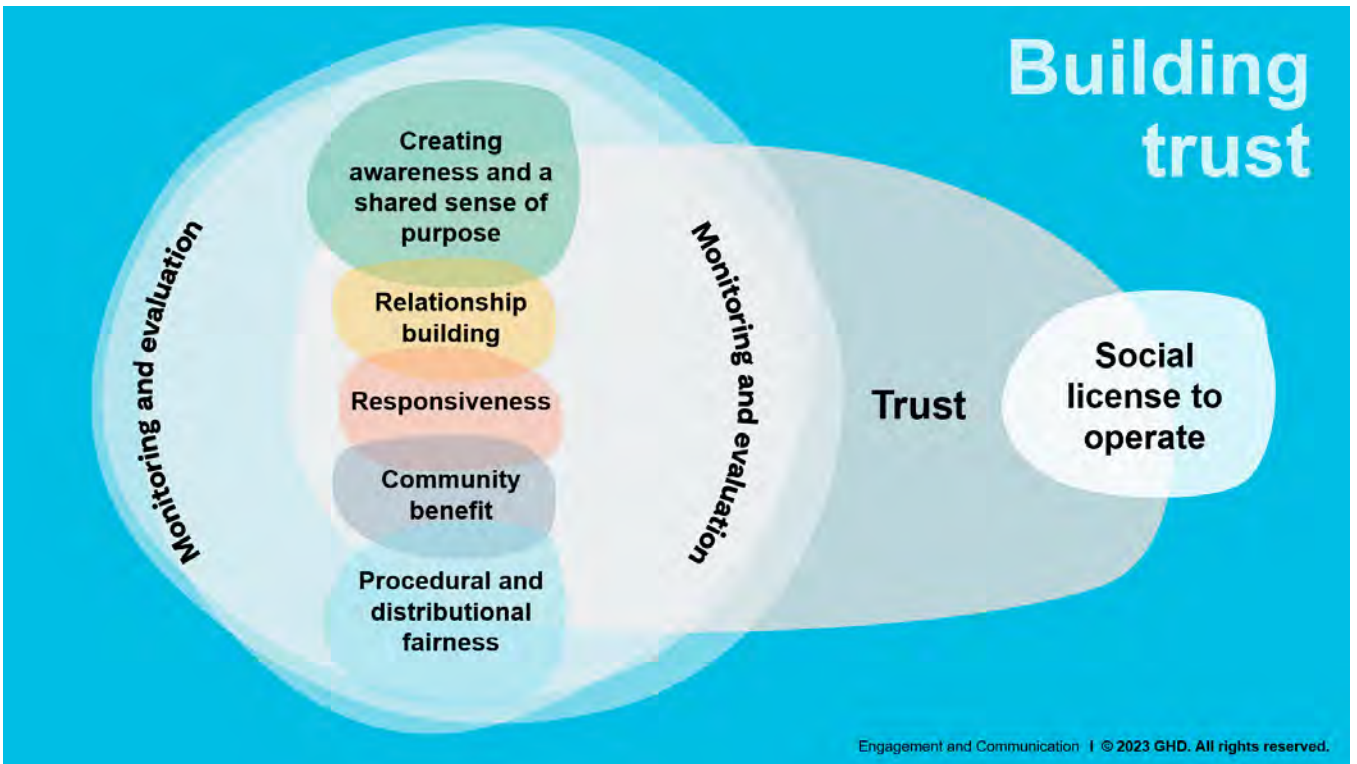 Building
trust
Creating
awareness and a
shared sense of
purpose
Relationship
building
Responsiveness
Community
benefit
Procedural and
distributional
fairness
Monitoring and evaluation
Monitoring and evaluation
Trust
Social
license to
operate
Engagement and Communication I © 2023 GHD. All rights reserved.